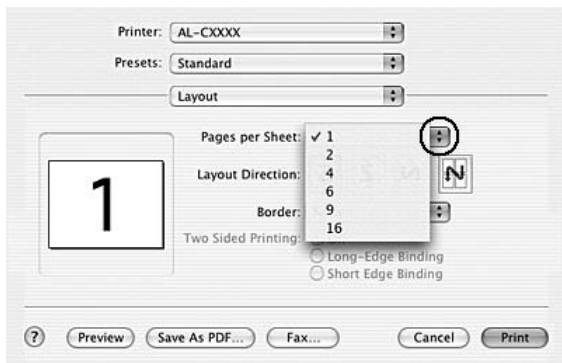 Printer: AL-CXXXX
Presets: Standard
Layout
Pages per Sheet: ✓ 1
2
4
6
9
16
Layout Direction:
Border:
Two Sided Printing:
Long-Edge Binding
Short Edge Binding
1
? Preview Save As PDF... Fax... Cancel Print